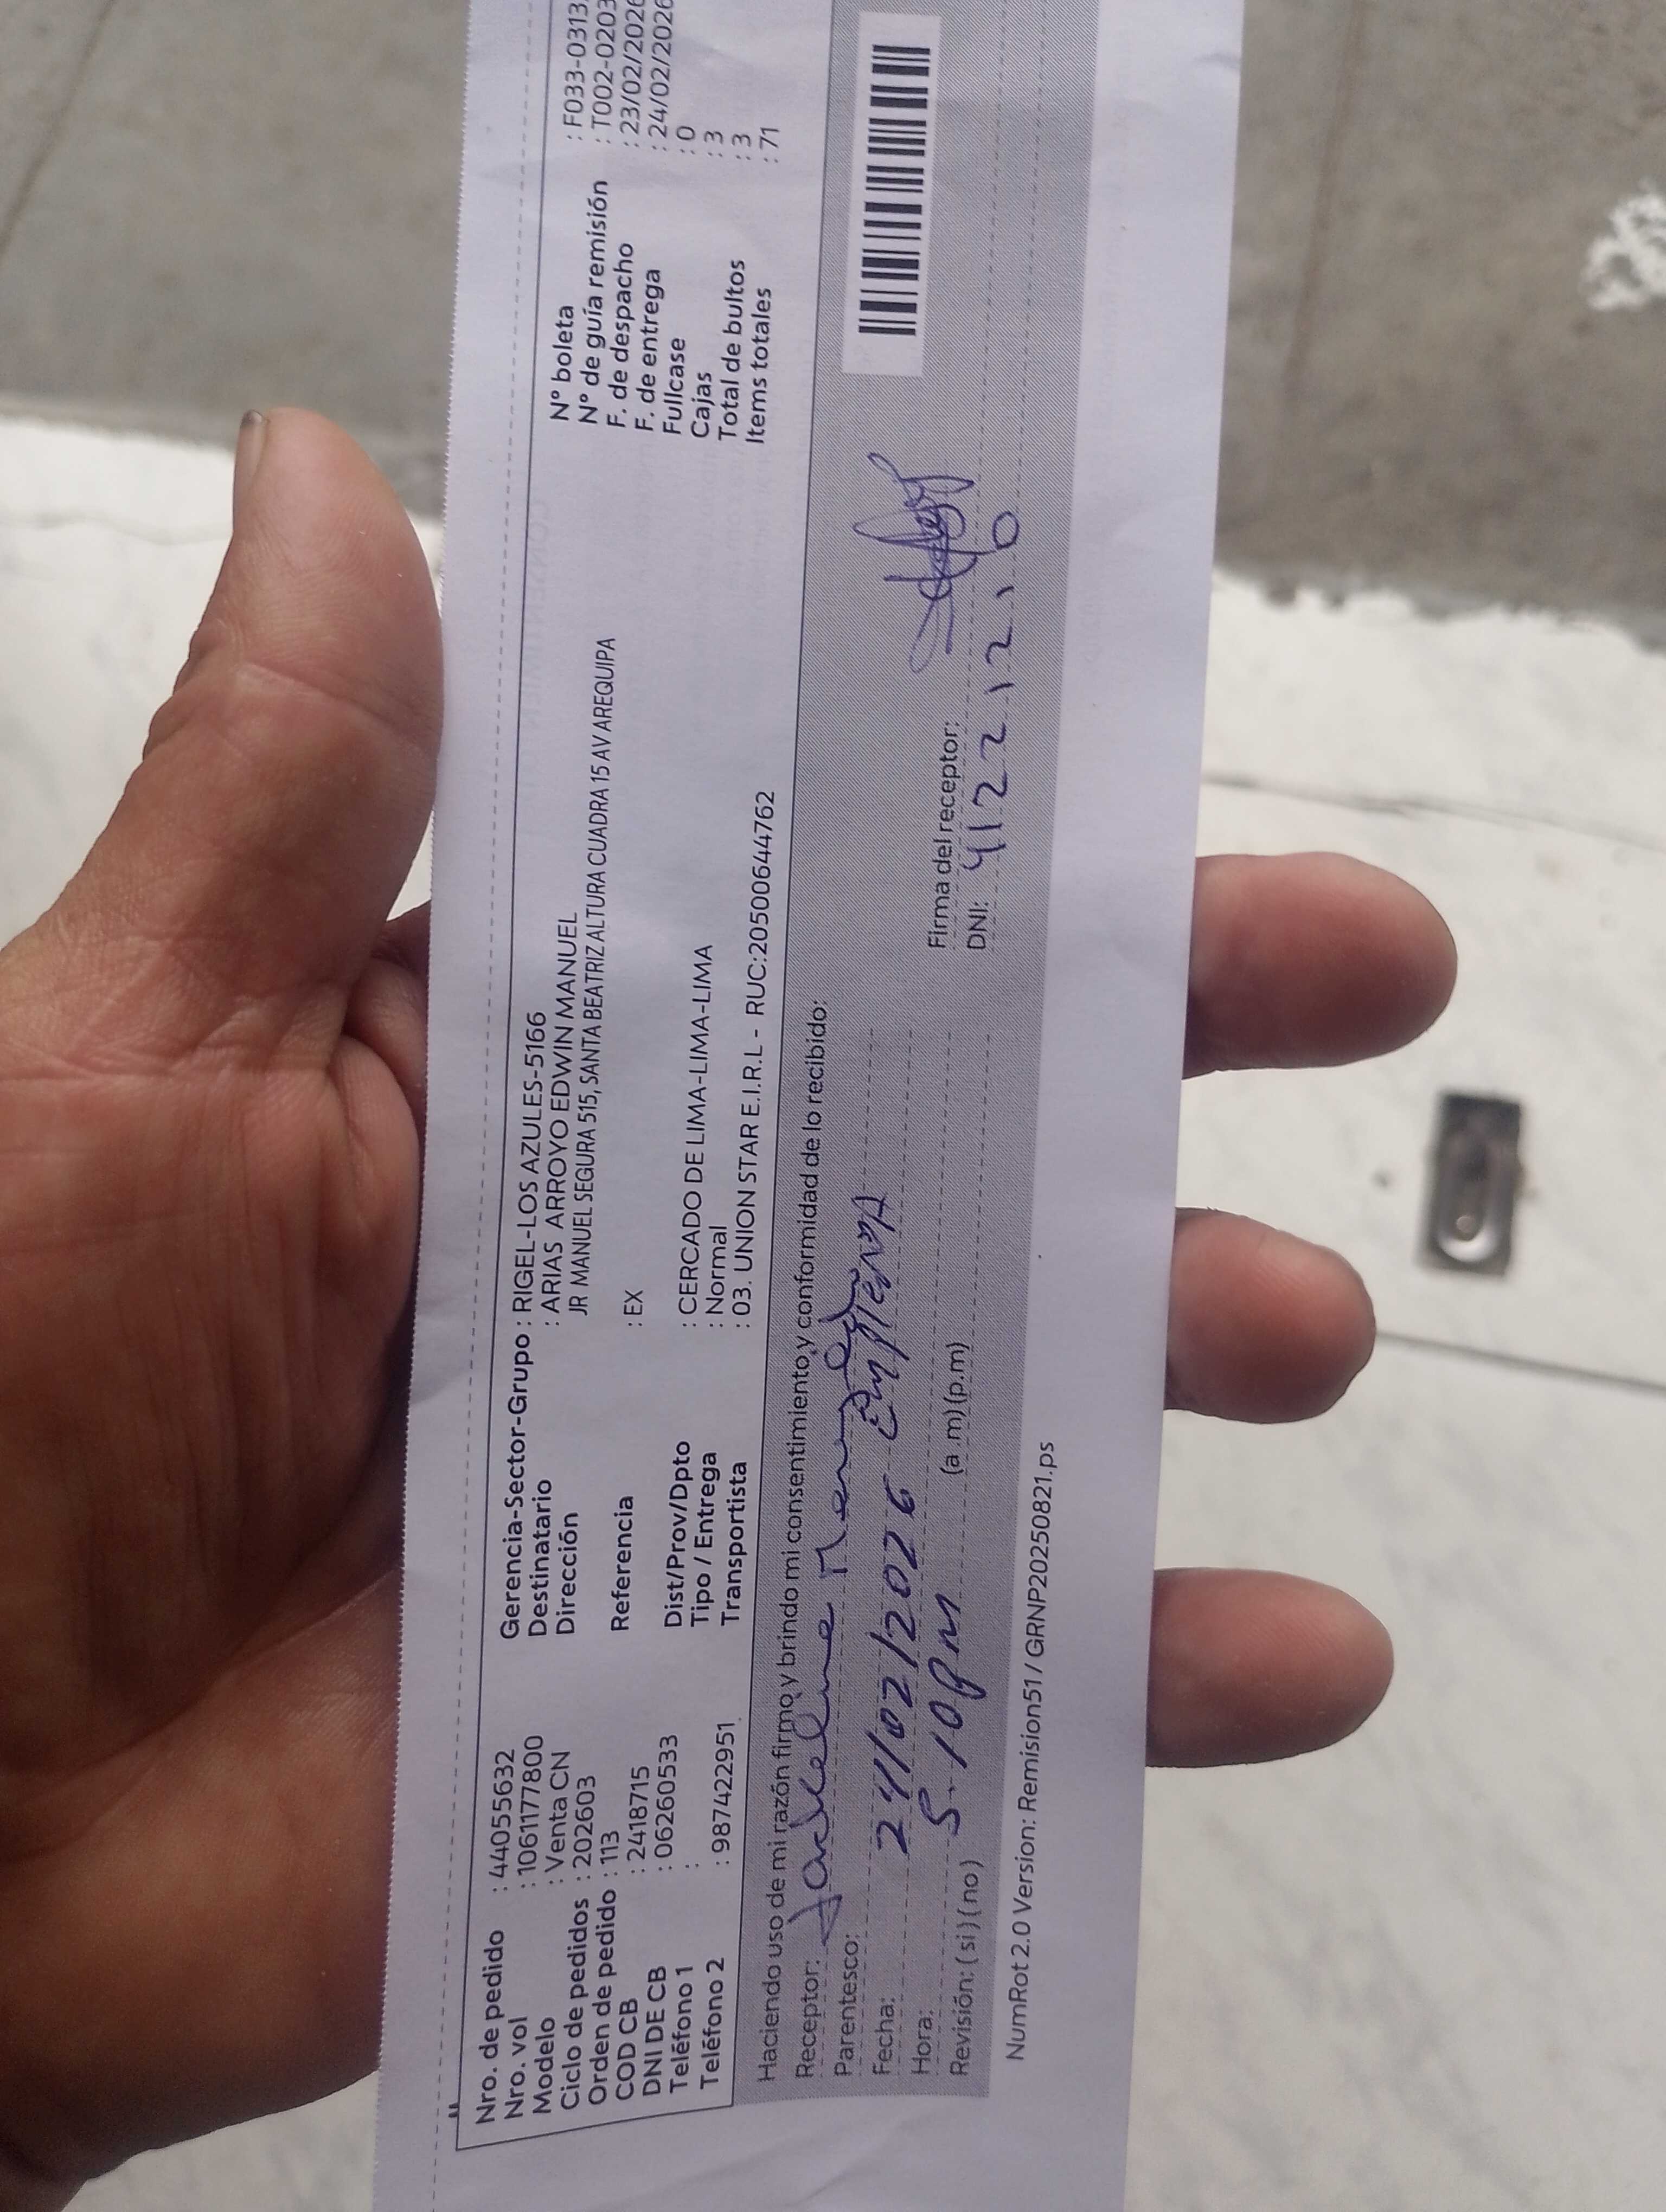 Nro. de pedido : 44055632
Nro. vol : 1061177800
Modelo : Venta CN
Ciclo de pedidos : 202603
Orden de pedido : 113
COD CB : 2418715
DNI DE CB : 06260533
Teléfono 1 :
Teléfono 2 : 987422951
Gerencia-Sector-Grupo : RIGEL-LOS AZULES-5166
Destinatario : ARIAS ARROYO EDWIN MANUEL
Dirección JR MANUEL SEGURA 515, SANTA BEATRIZ ALTURA CUADRA 15 AV AREQUIPA
Referencia : EX
Dist/Prov/Dpto : CERCADO DE LIMA-LIMA-LIMA
Tipo / Entrega : Normal
Transportista : 03. UNION STAR E.I.R.L - RUC:20500644762
N° boleta : F033-0313
N° de guía remisión : T002-0203
F. de despacho : 23/02/2026
F. de entrega : 24/02/2026
Fullcase : 0
Cajas : 3
Total de bultos : 3
Items totales : 71
Haciendo uso de mi razón firmo y brindo mi consentimiento y conformidad de lo recibido:
Receptor:
Parentesco:
Fecha: 24/02/2026
Hora: 5.10pm (a.m) (p.m)
Revisión: ( si ) ( no )
Firma del receptor:
DNI:
NumRot 2.0 Version: Remision51 / GRNP20250821.ps